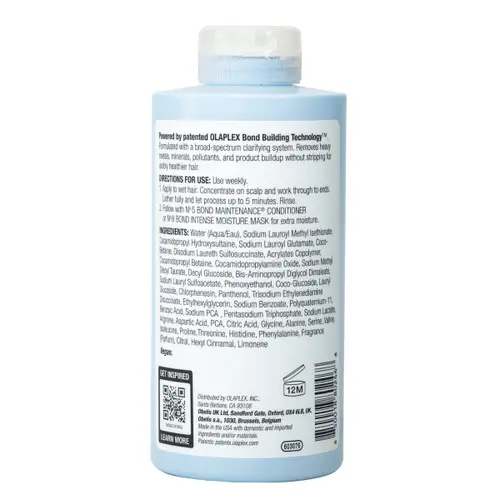 Powered by patented OLAPLEX Bond Building Technology™.
Formulated with a broad-spectrum clarifying system. Removes heavy
metals, minerals, pollutants, and product buildup without stripping for
visibly healthier hair.
DIRECTIONS FOR USE: Use weekly.
1. Apply to wet hair. Concentrate on scalp and work through to ends.
Lather fully and let process up to 5 minutes. Rinse.
2. Follow with Nº5 BOND MAINTENANCE® CONDITIONER
or Nº8 BOND INTENSE MOISTURE MASK for extra moisture.
INGREDIENTS: Water (Aqua/Eau), Sodium Lauroyl Methyl Isethionate,
Cocamidopropyl Hydroxysultaine, Sodium Lauroyl Glutamate, Coco-
Betaine, Disodium Laureth Sulfosuccinate, Acrylates Copolymer,
Cocamidopropyl Betaine, Cocamidopropylamine Oxide, Sodium Methyl
Cocoyl Taurate, Decyl Glucoside, Bis-Aminopropyl Diglycol Dimaleate,
Sodium Lauryl Sulfoacetate, Phenoxyethanol, Coco-Glucoside, Lauryl
Glucoside, Chlorphenesin, Panthenol, Trisodium Ethylenediamine
Disuccinate, Ethylhexylglycerin, Sodium Benzoate, Polyquaternium-11,
Benzoic Acid, Sodium PCA, Pentasodium Triphosphate, Sodium Lactate,
Arginine, Aspartic Acid, PCA, Citric Acid, Glycine, Alanine, Serine, Valine,
Isoleucine, Proline, Threonine, Histidine, Phenylalanine, Fragrance
(Parfum), Citral, Hexyl Cinnamal, Limonene
Vegan.
GET INSPIRED
LEARN MORE
Distributed by OLAPLEX, INC.,
Santa Barbara, CA 93108
Obelis UK Ltd, Sandford Gate, Oxford, OX4 6LB, UK.
Obelis s.a., 1030, Brussels, Belgium
Made in the USA with domestic and imported
ingredients and/or materials.
Patents: patents.olaplex.com
12M
603076